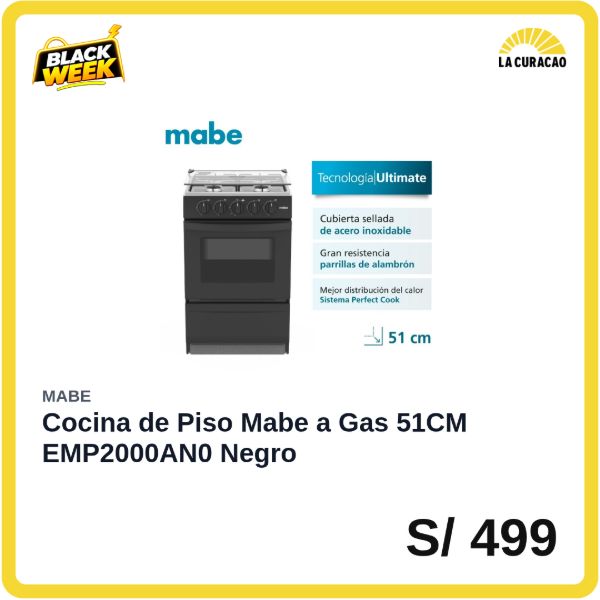 BLACK
WEEK
LA CURACAO
mabe
Tecnología|Ultimate
Cubierta sellada
de acero inoxidable
Gran resistencia
parrillas de alambrón
Mejor distribución del calor
Sistema Perfect Cook
51 cm
MABE
Cocina de Piso Mabe a Gas 51CM
EMP2000AN0 Negro
S/ 499